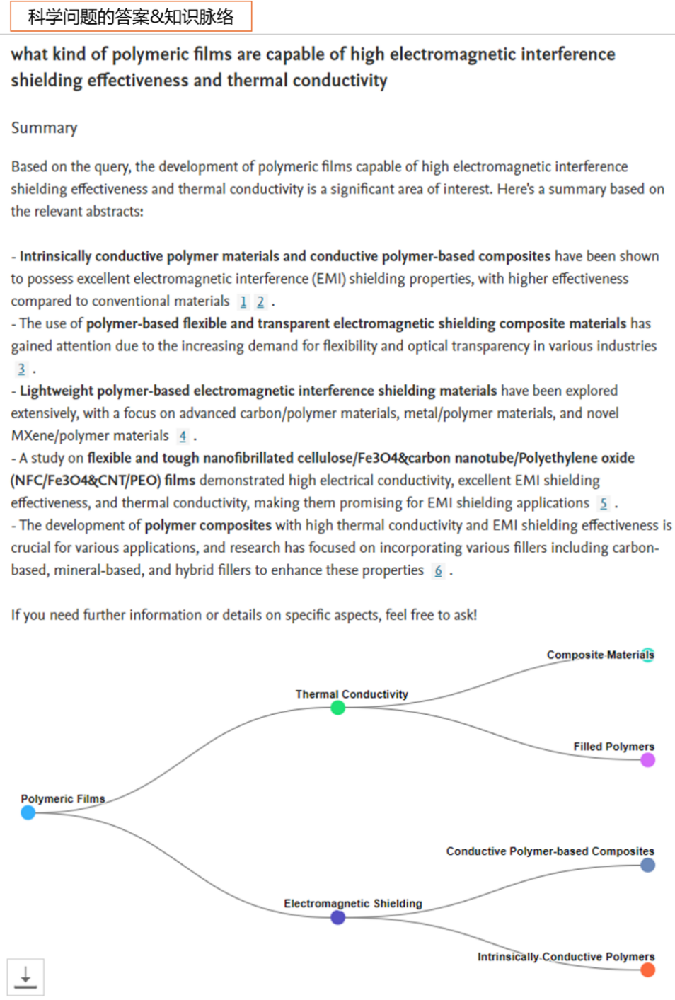 科学问题的答案&知识脉络
what kind of polymeric films are capable of high electromagnetic interference
shielding effectiveness and thermal conductivity
Summary
Based on the query, the development of polymeric films capable of high electromagnetic interference
shielding effectiveness and thermal conductivity is a significant area of interest. Here's a summary based on
the relevant abstracts:
- Intrinsically conductive polymer materials and conductive polymer-based composites have been shown
to possess excellent electromagnetic interference (EMI) shielding properties, with higher effectiveness
compared to conventional materials 1 2 .
- The use of polymer-based flexible and transparent electromagnetic shielding composite materials has
gained attention due to the increasing demand for flexibility and optical transparency in various industries
3 .
- Lightweight polymer-based electromagnetic interference shielding materials have been explored
extensively, with a focus on advanced carbon/polymer materials, metal/polymer materials, and novel
MXene/polymer materials 4 .
- A study on flexible and tough nanofibrillated cellulose/Fe3O4&carbon nanotube/Polyethylene oxide
(NFC/Fe3O4&CNT/PEO) films demonstrated high electrical conductivity, excellent EMI shielding
effectiveness, and thermal conductivity, making them promising for EMI shielding applications 5 .
- The development of polymer composites with high thermal conductivity and EMI shielding effectiveness is
crucial for various applications, and research has focused on incorporating various fillers including carbon-
based, mineral-based, and hybrid fillers to enhance these properties 6 .
If you need further information or details on specific aspects, feel free to ask!
Composite Materials
Thermal Conductivity
Filled Polymers
Polymeric Films
Conductive Polymer-based Composites
Electromagnetic Shielding
Intrinsically Conductive Polymers